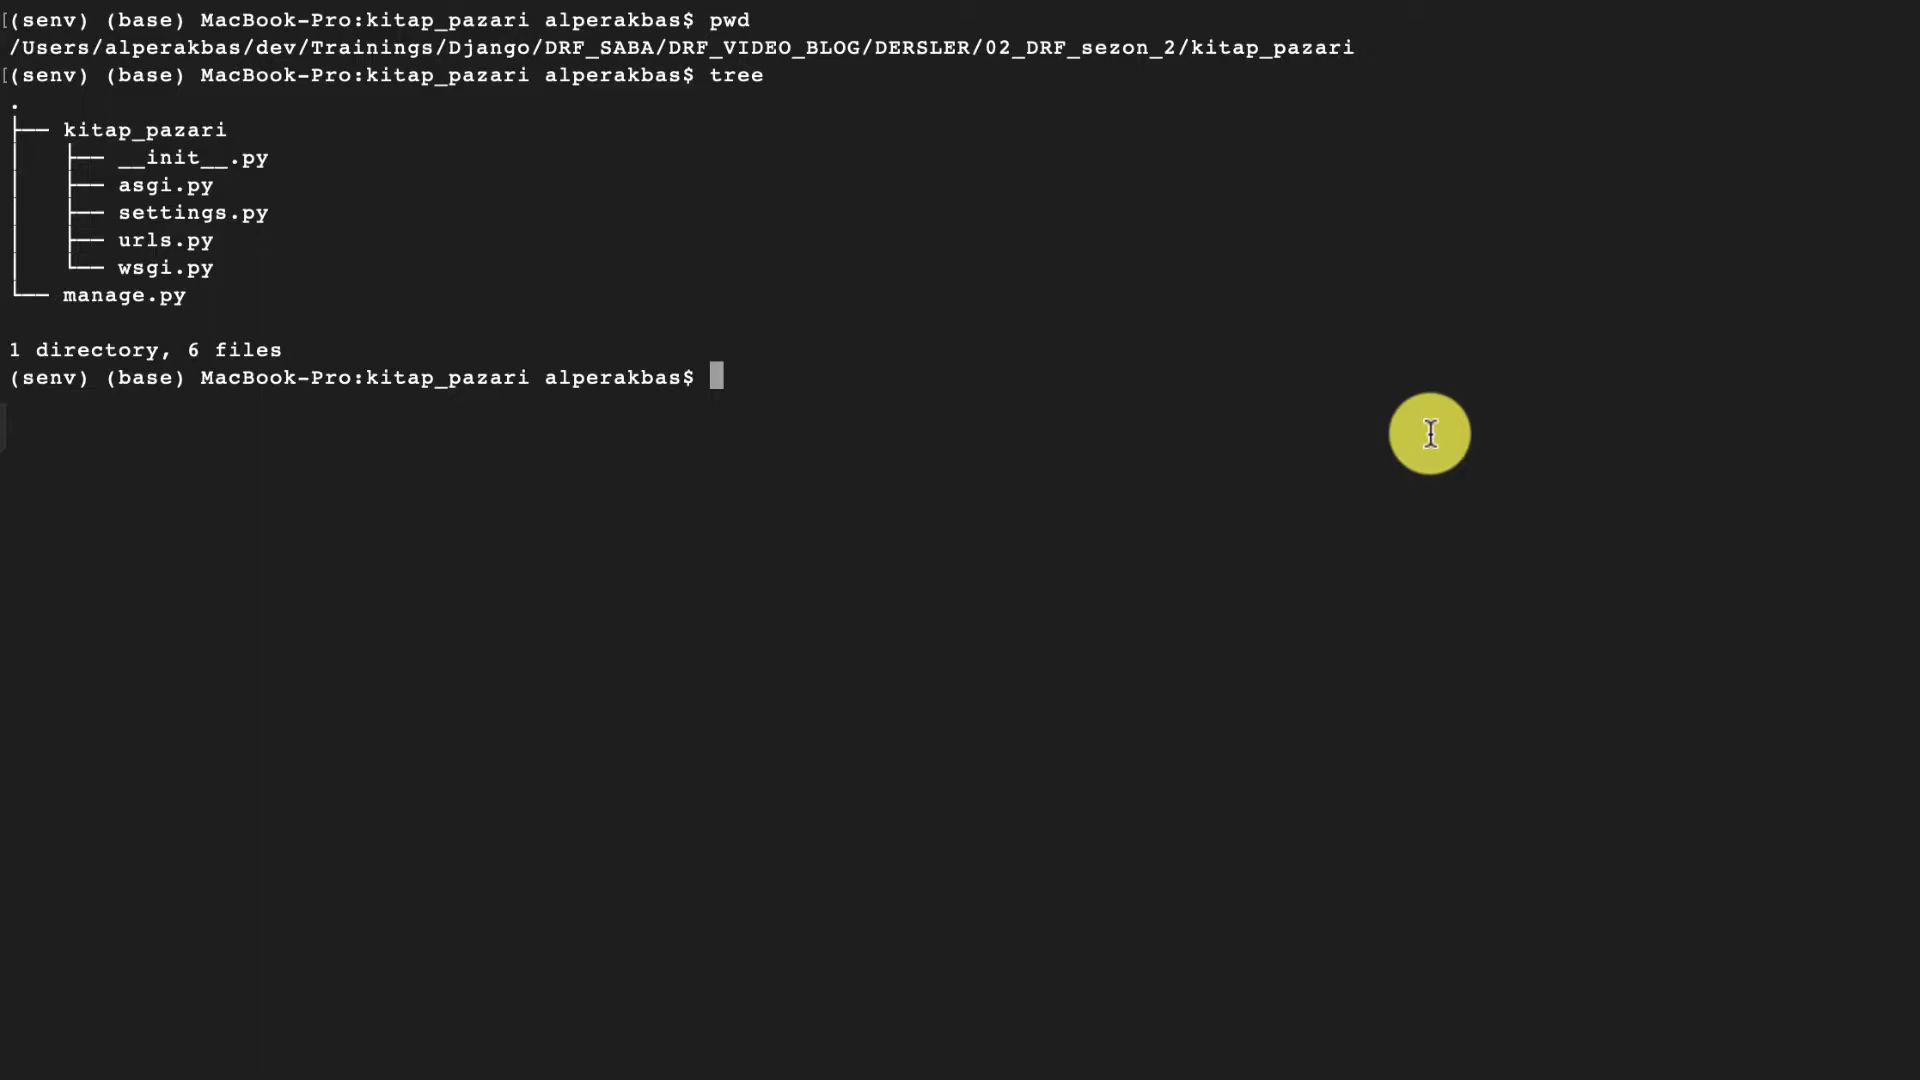 (senv) (base) MacBook-Pro:kitap_pazari alperakbas$ pwd
/Users/alperakbas/dev/Trainings/Django/DRF_SABA/DRF_VIDEO_BLOG/DERSLER/02_DRF_sezon_2/kitap_pazari
(senv) (base) MacBook-Pro:kitap_pazari alperakbas$ tree
.
├── kitap_pazari
│   ├── __init__.py
│   ├── asgi.py
│   ├── settings.py
│   ├── urls.py
│   └── wsgi.py
└── manage.py
1 directory, 6 files
(senv) (base) MacBook-Pro:kitap_pazari alperakbas$